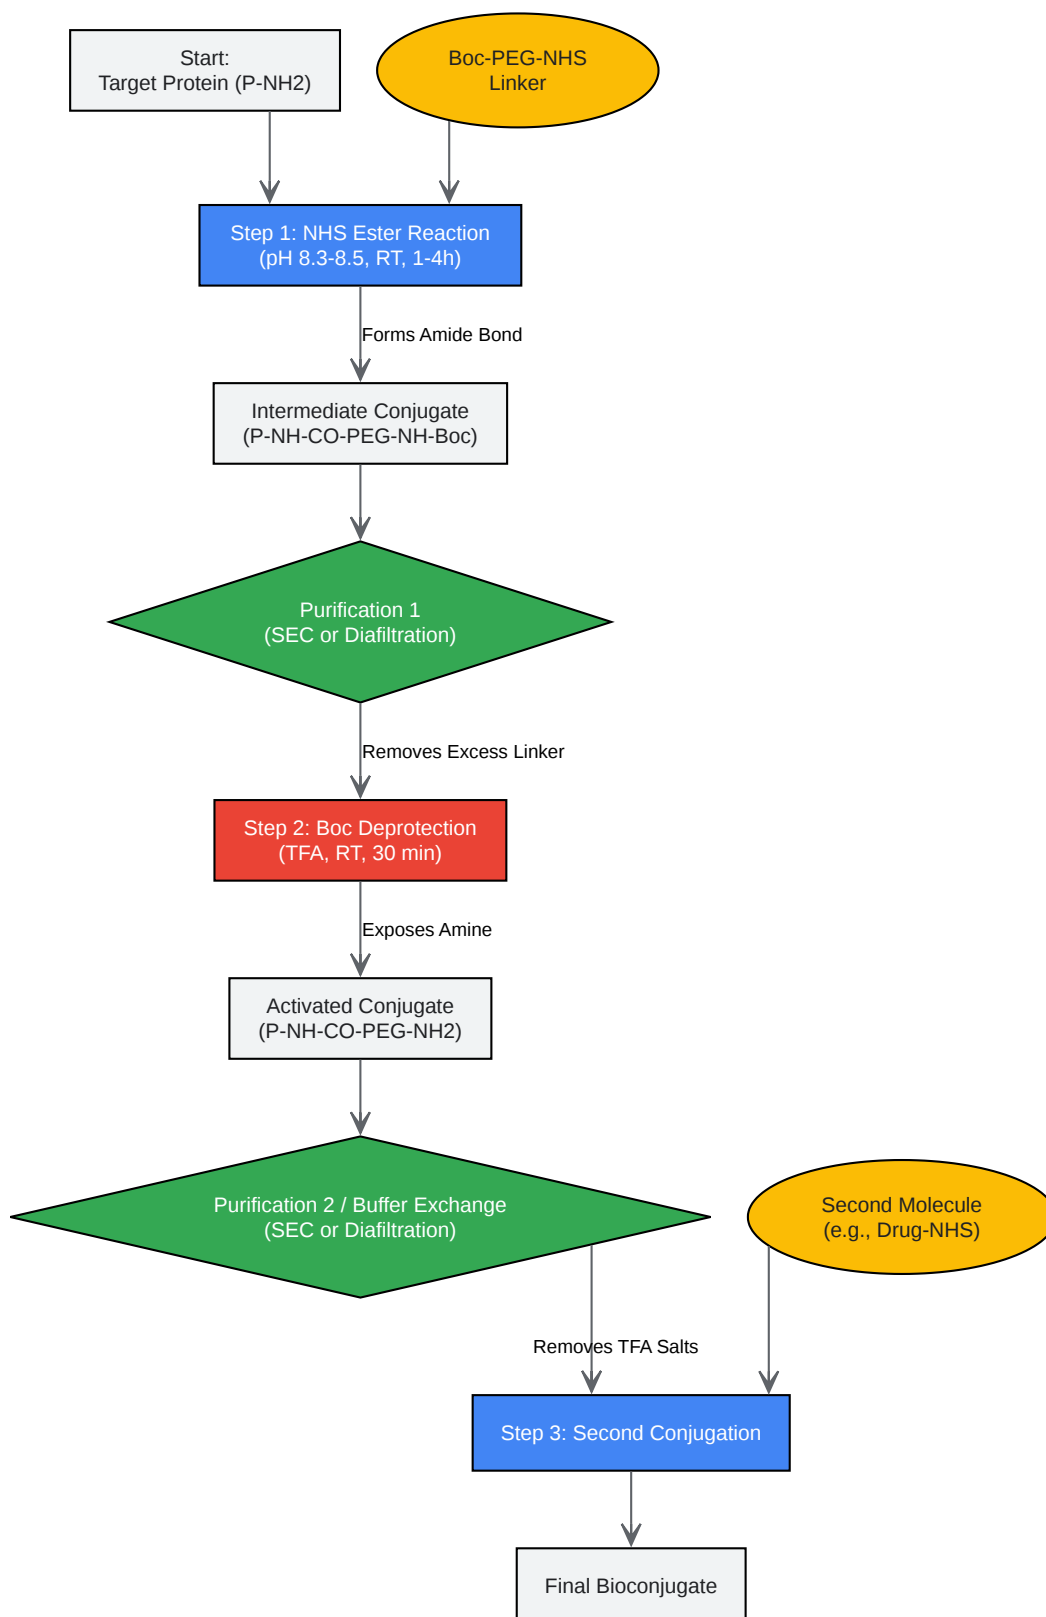 Start:
Target Protein (P-NH2)
Boc-PEG-NHS
Linker
Step 1: NHS Ester Reaction
(pH 8.3-8.5, RT, 1-4h)
Forms Amide Bond
Intermediate Conjugate
(P-NH-CO-PEG-NH-Boc)
Purification 1
(SEC or Diafiltration)
Removes Excess Linker
Step 2: Boc Deprotection
(TFA, RT, 30 min)
Exposes Amine
Activated Conjugate
(P-NH-CO-PEG-NH2)
Purification 2 / Buffer Exchange
(SEC or Diafiltration)
Second Molecule
(e.g., Drug-NHS)
Removes TFA Salts
Step 3: Second Conjugation
Final Bioconjugate